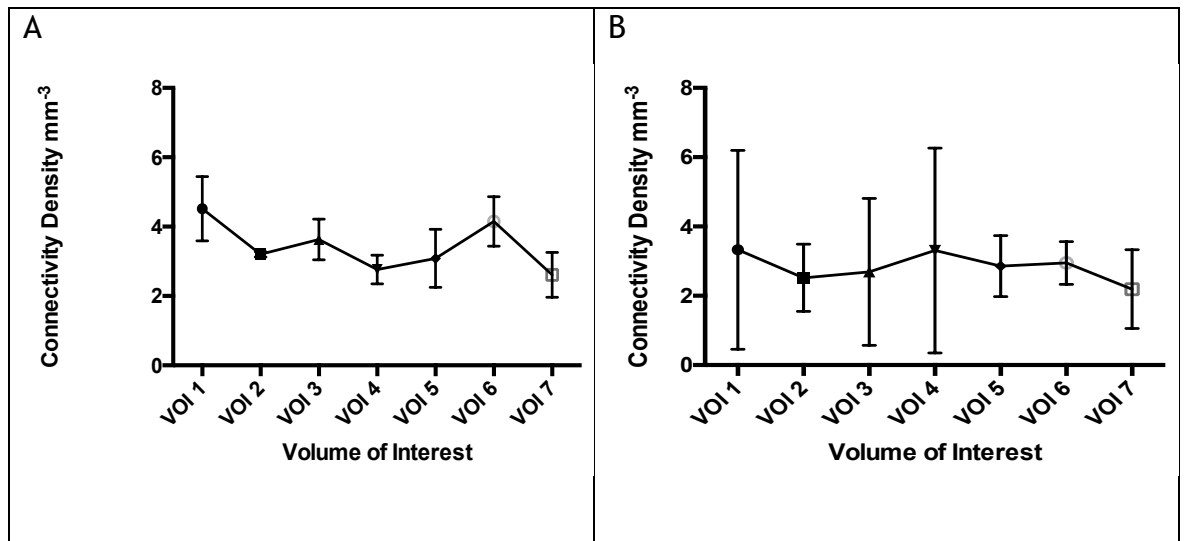 A
Connectivity Density mm-3
8
6
4
2
0
VOI 1
VOI 2
VOI 3
VOI 4
VOI 5
VOI 6
VOI 7
Volume of Interest
B
Connectivity Density mm-3
8
6
4
2
0
VOI 1
VOI 2
VOI 3
VOI 4
VOI 5
VOI 6
VOI 7
Volume of Interest